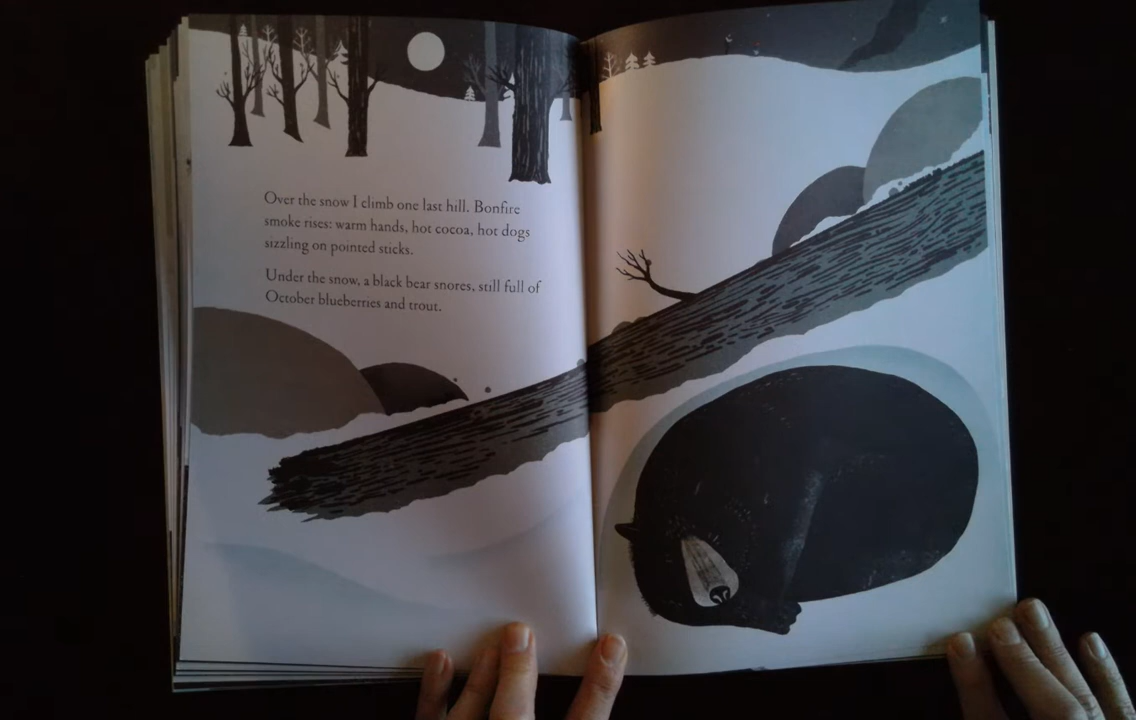 Over the snow I climb one last hill. Bonfire
smoke rises: warm hands, hot cocoa, hot dogs
sizzling on pointed sticks.
Under the snow, a black bear snores, still full of
October blueberries and trout.